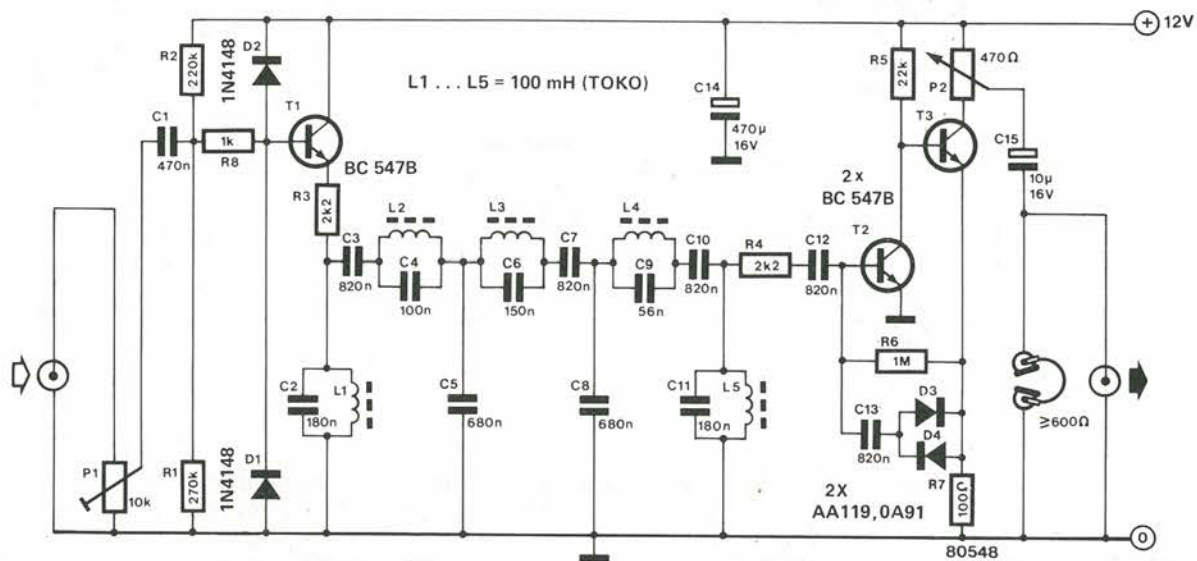 12V
R2
220k
1N4148
D2
L1 ... L5 = 100 mH (TOKO)
C14
470µ
16V
R5
22k
470Ω
P2
T1
T3
C1
470n
1k
R8
BC 547B
C15
10µ
16V
R3
2k2
2x
BC 547B
L2
L3
L4
T2
C3
820n
C4
100n
C6
150n
C7
820n
C9
56n
C10
820n
R4
2k2
C12
820n
R6
1M
C2
180n
L1
C5
680n
C8
680n
C11
180n
L5
D3
C13
820n
D4
≥600Ω
P1
10k
R1
270k
1N4148
D1
2X
AA119,0A91
R7
100Ω
0
80548